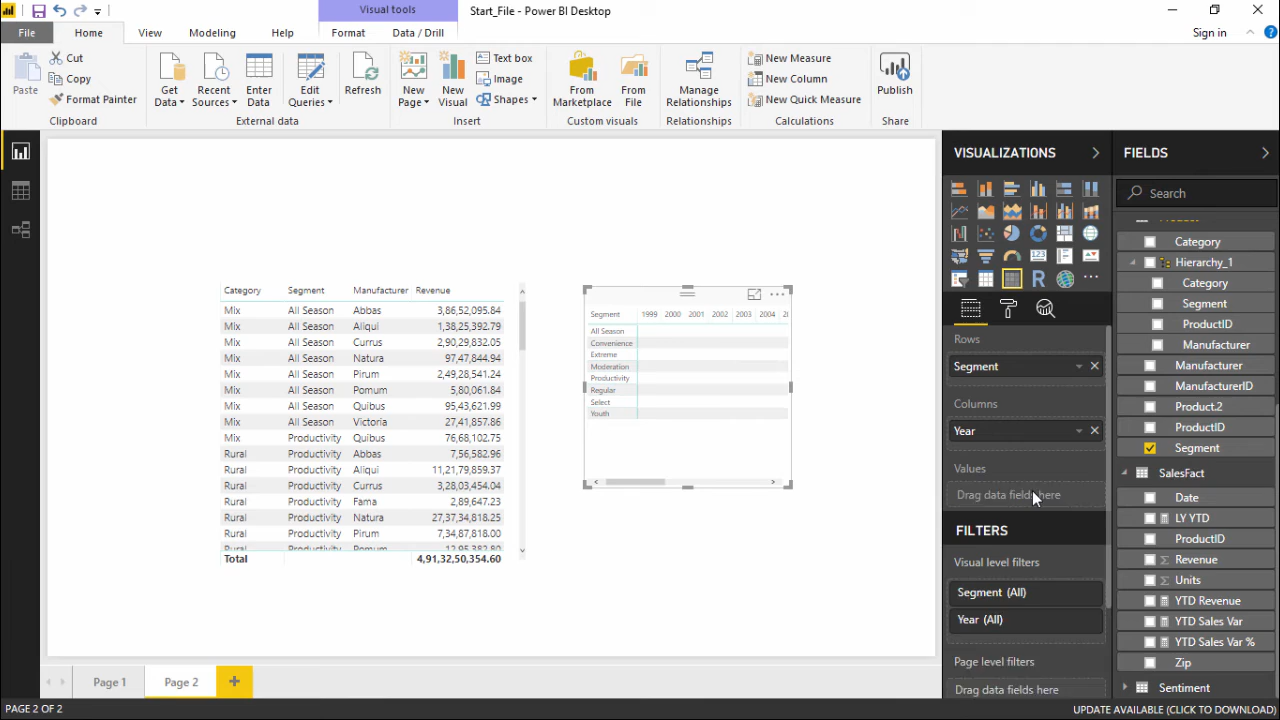 Visual tools
Start_File - Power BI Desktop
File
Home
View
Modeling
Help
Format
Data / Drill
Sign in
Paste
Cut
Copy
Format Painter
Clipboard
Get Data
Recent Sources
Enter Data
External data
Edit Queries
Refresh
New Page
New Visual
Text box
Image
Shapes
Insert
From Marketplace
From File
Custom visuals
Manage Relationships
Relationships
New Measure
New Column
New Quick Measure
Calculations
Publish
Share
Category Segment Manufacturer Revenue
Mix All Season Abbas 3,86,52,095.84
Mix All Season Aliqui 1,38,25,392.79
Mix All Season Currus 2,90,29,832.05
Mix All Season Natura 97,47,844.94
Mix All Season Pirum 2,49,28,541.24
Mix All Season Pomum 5,80,061.84
Mix All Season Quibus 95,43,621.99
Mix All Season Victoria 27,41,857.86
Mix Productivity Quibus 76,68,102.75
Rural Productivity Abbas 7,56,582.96
Rural Productivity Aliqui 11,21,79,859.37
Rural Productivity Currus 3,28,03,454.04
Rural Productivity Fama 2,89,647.23
Rural Productivity Natura 27,37,34,818.25
Rural Productivity Pirum 7,34,87,818.00
Rural Productivity Pomum 12,95,382.80
Total 4,91,32,50,354.60
Segment 1999 2000 2001 2002 2003 2004
All Season
Convenience
Extreme
Moderation
Productivity
Regular
Select
Youth
VISUALIZATIONS
R
Rows
Segment
Columns
Year
Values
Drag data fields here
FILTERS
Visual level filters
Segment (All)
Year (All)
Page level filters
Drag data fields here
FIELDS
Search
Category
Hierarchy_1
Category
Segment
ProductID
Manufacturer
Manufacturer
ManufacturerID
Product.2
ProductID
Segment
SalesFact
Date
LY YTD
ProductID
Revenue
Units
YTD Revenue
YTD Sales Var
YTD Sales Var %
Zip
Sentiment
Page 1
Page 2
PAGE 2 OF 2
UPDATE AVAILABLE (CLICK TO DOWNLOAD)